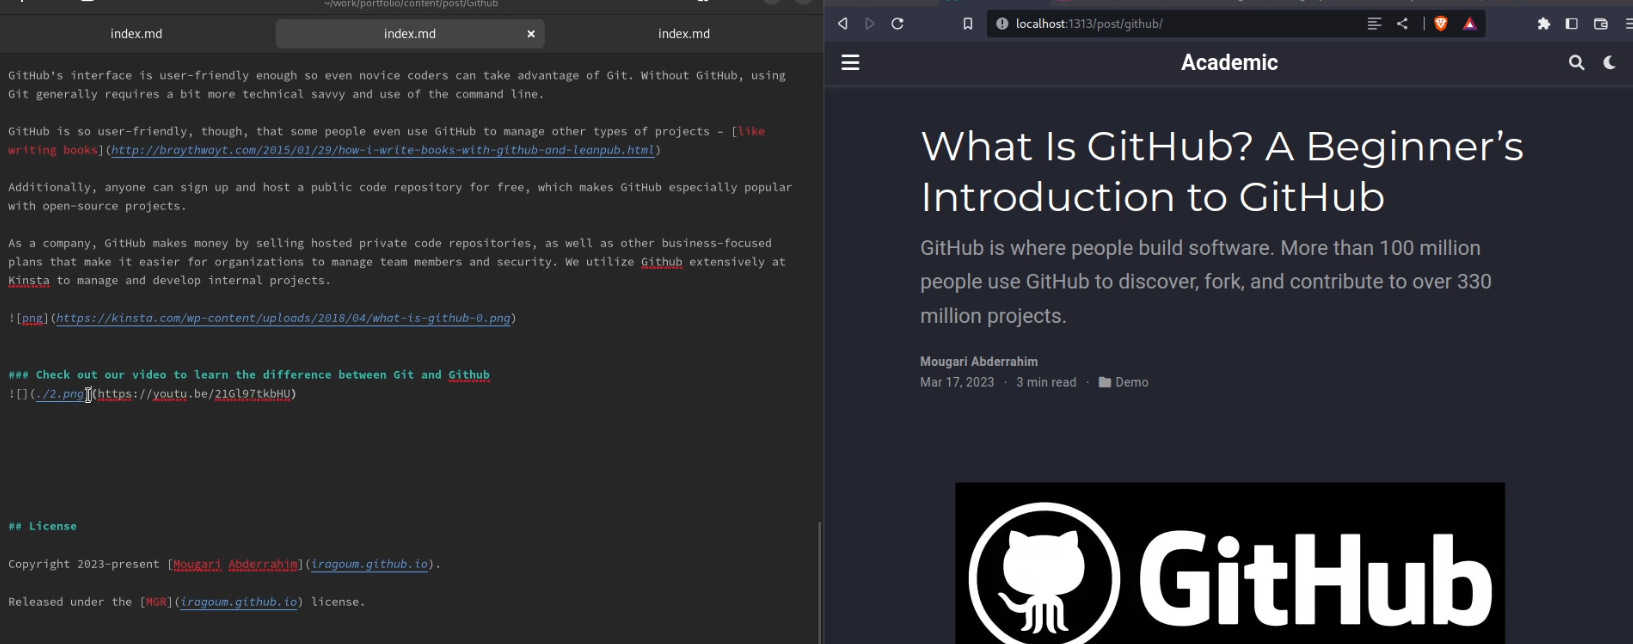 ~/work/portfolio/content/post/Github
index.md
index.md
index.md
GitHub's interface is user-friendly enough so even novice coders can take advantage of Git. Without GitHub, using
Git generally requires a bit more technical savvy and use of the command line.
GitHub is so user-friendly, though, that some people even use GitHub to manage other types of projects – [like
writing books](http://braythwayt.com/2015/01/29/how-i-write-books-with-github-and-leanpub.html)
Additionally, anyone can sign up and host a public code repository for free, which makes GitHub especially popular
with open-source projects.
As a company, GitHub makes money by selling hosted private code repositories, as well as other business-focused
plans that make it easier for organizations to manage team members and security. We utilize Github extensively at
Kinsta to manage and develop internal projects.
![png](https://kinsta.com/wp-content/uploads/2018/04/what-is-github-0.png)
### Check out our video to learn the difference between Git and Github
![](./2.png)(https://youtu.be/21Gl97tkbHU)
## License
Copyright 2023-present [Mougari Abderrahim](iragoum.github.io).
Released under the [MGR](iragoum.github.io) license.
localhost:1313/post/github/
Academic
What Is GitHub? A Beginner's
Introduction to GitHub
GitHub is where people build software. More than 100 million
people use GitHub to discover, fork, and contribute to over 330
million projects.
Mougari Abderrahim
Mar 17, 2023 · 3 min read · Demo
GitHub